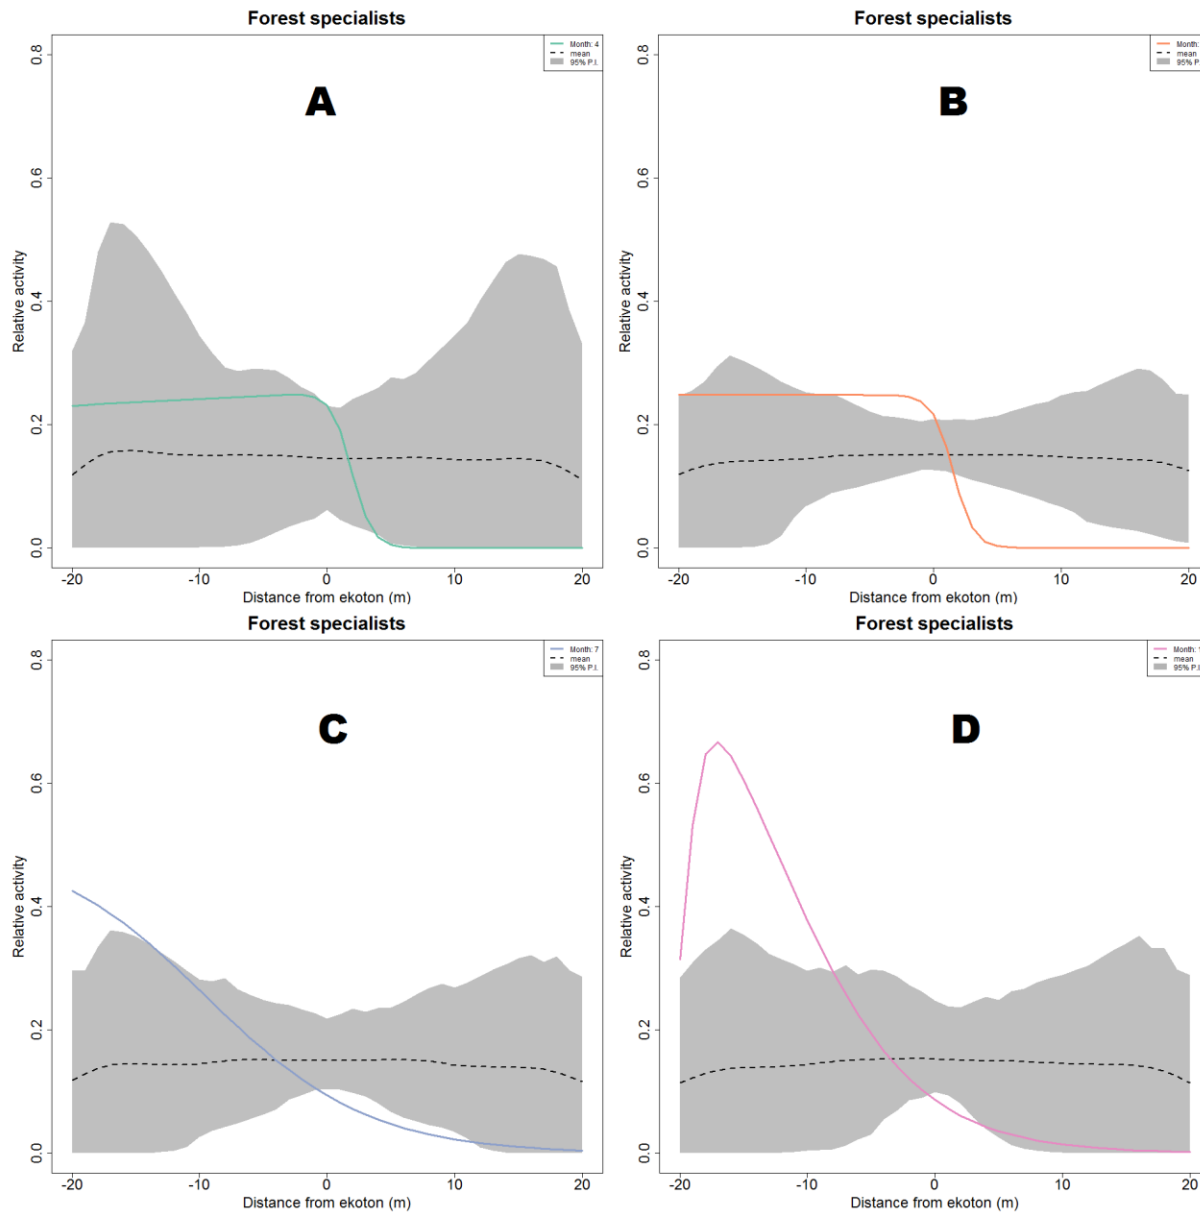 Forest specialists
Month: 4
mean
95% P.I.
A
Relative activity
0.8
0.6
0.4
0.2
0.0
-20 -10 0 10 20
Distance from ekoton (m)
Forest specialists
Month:
mean
95% P.I.
B
Relative activity
0.8
0.6
0.4
0.2
0.0
-20 -10 0 10 20
Distance from ekoton (m)
Forest specialists
Month: 7
mean
95% P.I.
C
Relative activity
0.8
0.6
0.4
0.2
0.0
-20 -10 0 10 20
Distance from ekoton (m)
Forest specialists
Month:
mean
95% P.I.
D
Relative activity
0.8
0.6
0.4
0.2
0.0
-20 -10 0 10 20
Distance from ekoton (m)